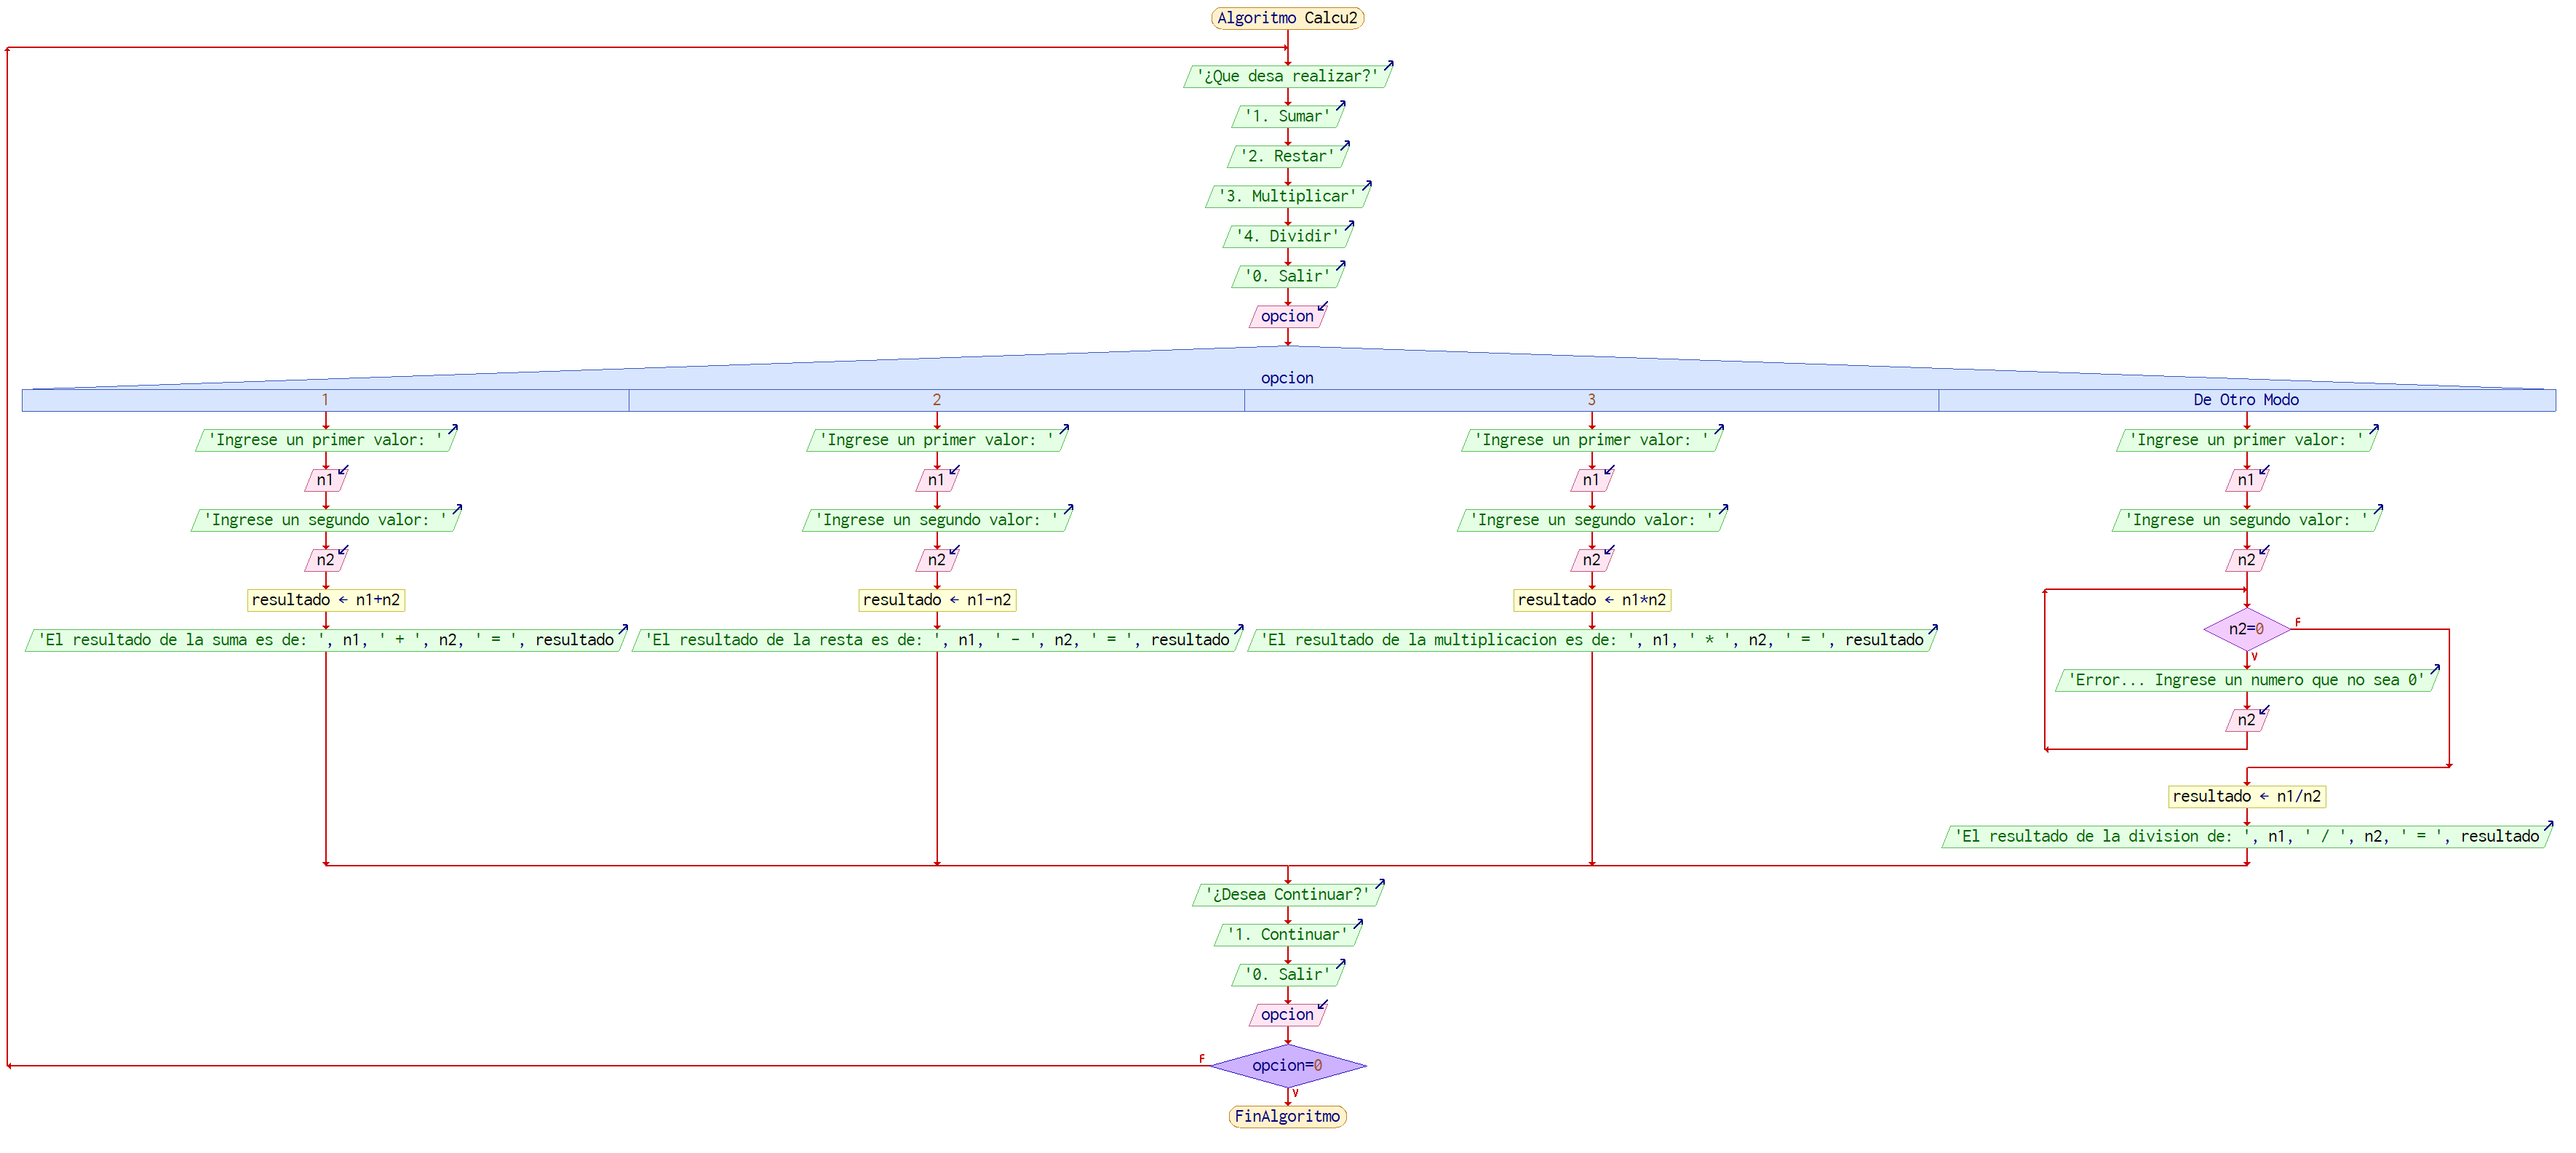 Algoritmo Calcu2
'¿Que desa realizar?'
'1. Sumar'
'2. Restar'
'3. Multiplicar'
'4. Dividir'
'0. Salir'
opcion
opcion
1
2
3
De Otro Modo
'Ingrese un primer valor: '
'Ingrese un primer valor: '
'Ingrese un primer valor: '
'Ingrese un primer valor: '
n1
n1
n1
n1
'Ingrese un segundo valor: '
'Ingrese un segundo valor: '
'Ingrese un segundo valor: '
'Ingrese un segundo valor: '
n2
n2
n2
n2
resultado ← n1+n2
resultado ← n1-n2
resultado ← n1*n2
n2=0
F
V
'El resultado de la suma es de: ', n1, ' + ', n2, ' = ', resultado
'El resultado de la resta es de: ', n1, ' - ', n2, ' = ', resultado
'El resultado de la multiplicacion es de: ', n1, ' * ', n2, ' = ', resultado
'Error... Ingrese un numero que no sea 0'
n2
resultado ← n1/n2
'El resultado de la division de: ', n1, ' / ', n2, ' = ', resultado
'¿Desea Continuar?'
'1. Continuar'
'0. Salir'
opcion
F
opcion=0
V
FinAlgoritmo